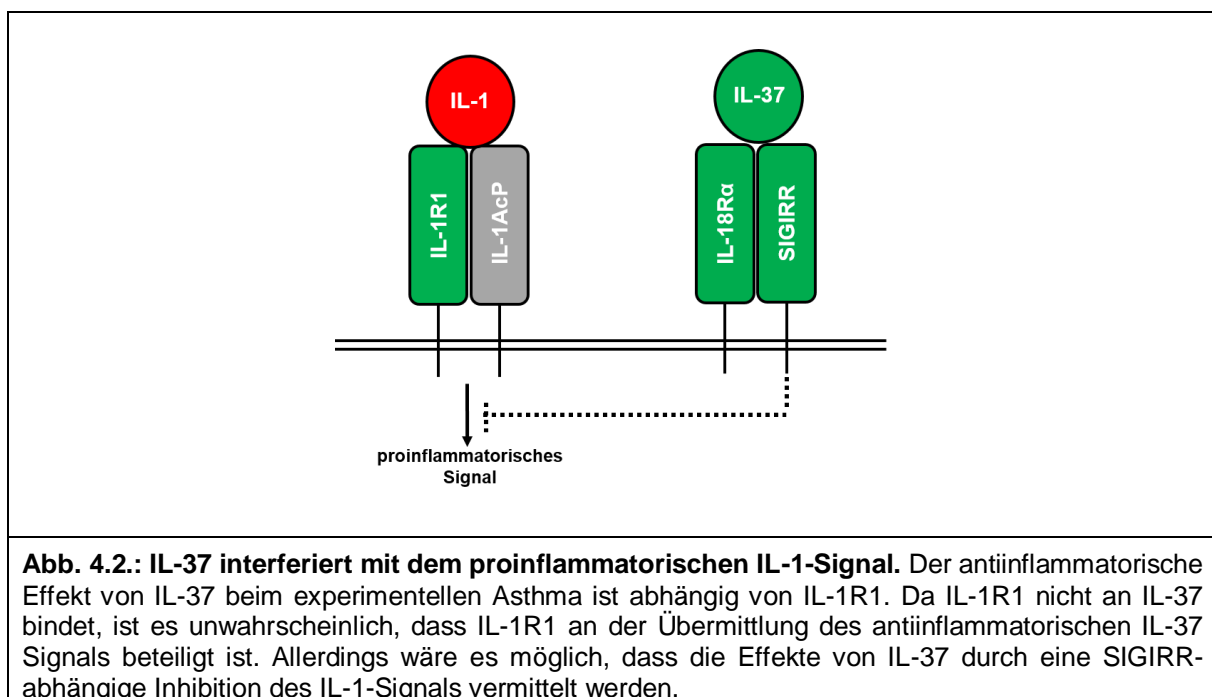 IL-1
IL-37
IL-1R1
IL-1AcP
IL-18Rα
SIGIRR
proinflammatorisches
Signal
Abb. 4.2.: IL-37 interferiert mit dem proinflammatorischen IL-1-Signal. Der antiinflammatorische
Effekt von IL-37 beim experimentellen Asthma ist abhängig von IL-1R1. Da IL-1R1 nicht an IL-37
bindet, ist es unwahrscheinlich, dass IL-1R1 an der Übermittlung des antiinflammatorischen IL-37
Signals beteiligt ist. Allerdings wäre es möglich, dass die Effekte von IL-37 durch eine SIGIRR-
abhängige Inhibition des IL-1-Signals vermittelt werden.